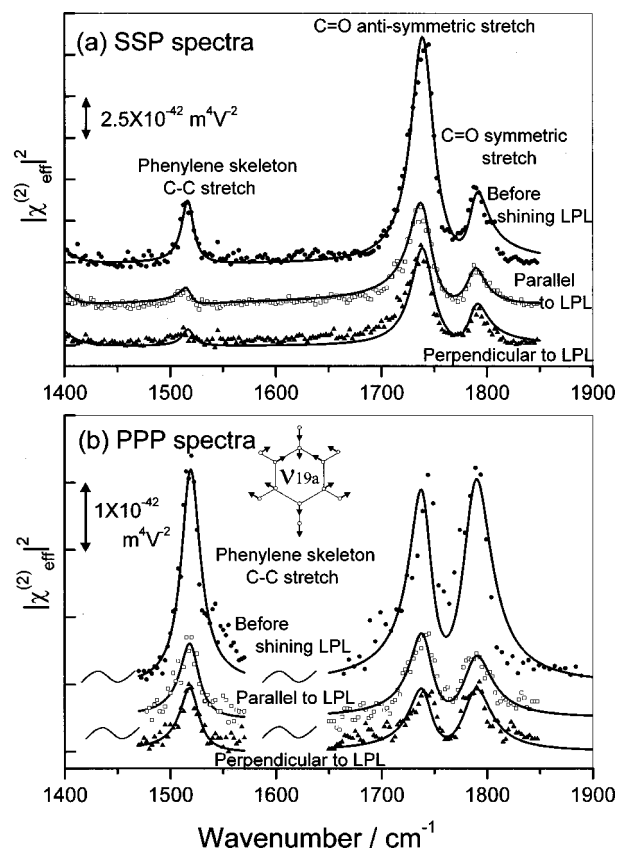 (a) SSP spectra
C=O anti-symmetric stretch
2.5X10⁻⁴² m⁴V⁻²
C=O symmetric
stretch
Phenylene skeleton
C-C stretch
Before
shining LPL
Parallel
to LPL
Perpendicular to LPL
|χ⁽²⁾eff|²
1400 1500 1600 1700 1800 1900
(b) PPP spectra
ν19a
1X10⁻⁴²
m⁴V⁻²
Phenylene skeleton
C-C stretch
Before
shining LPL
Parallel to LPL
Perpendicular to LPL
|χ⁽²⁾eff|²
1400 1500 1600 1700 1800 1900
Wavenumber / cm⁻¹